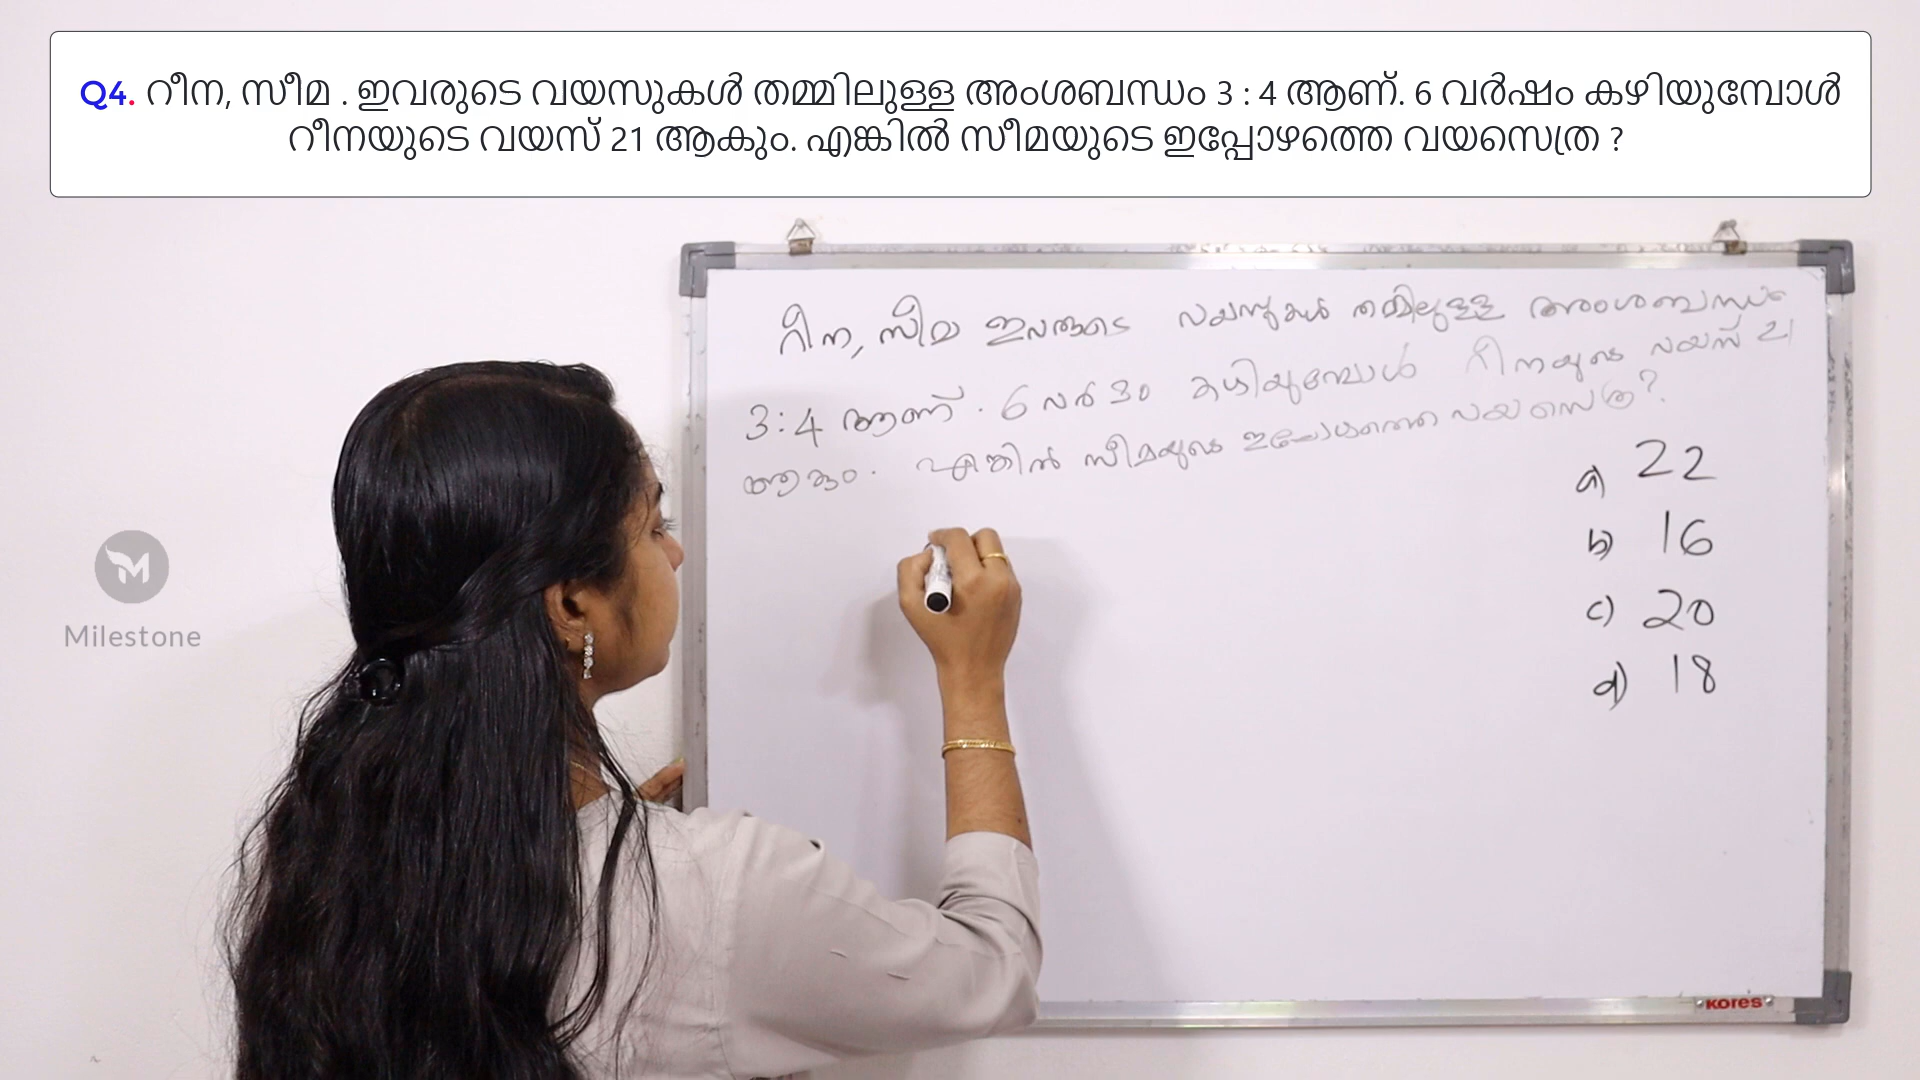 Q4. റീന, സീമ . ഇവരുടെ വയസുകൾ തമ്മിലുള്ള അംശബന്ധം 3 : 4 ആണ്. 6 വർഷം കഴിയുമ്പോൾ
റീനയുടെ വയസ് 21 ആകും. എങ്കിൽ സീമയുടെ ഇപ്പോഴത്തെ വയസെത്ര ?
റീന, സീമ ഇവരുടെ വയസുകൾ തമ്മിലുള്ള അംശബന്ധം
3:4 ആണ്. 6 വർഷം കഴിയുമ്പോൾ റീനയുടെ വയസ് 21
ആകും. എങ്കിൽ സീമയുടെ ഇപ്പോഴത്തെ വയസെത്ര?
a) 22
b) 16
c) 20
d) 18
Milestone
KORES